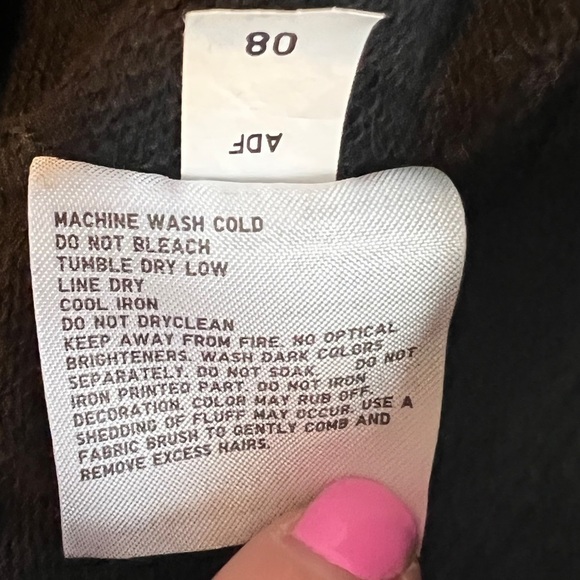 08
ADF
MACHINE WASH COLD
DO NOT BLEACH
TUMBLE DRY LOW
LINE DRY
COOL IRON
DO NOT DRYCLEAN
KEEP AWAY FROM FIRE. NO OPTICAL
BRIGHTENERS. WASH DARK COLORS
SEPARATELY. DO NOT SOAK. DO NOT
IRON PRINTED PART. DO NOT IRON
DECORATION. COLOR MAY RUB OFF.
SHEDDING OF FLUFF MAY OCCUR. USE A
FABRIC BRUSH TO GENTLY COMB AND
REMOVE EXCESS HAIRS.